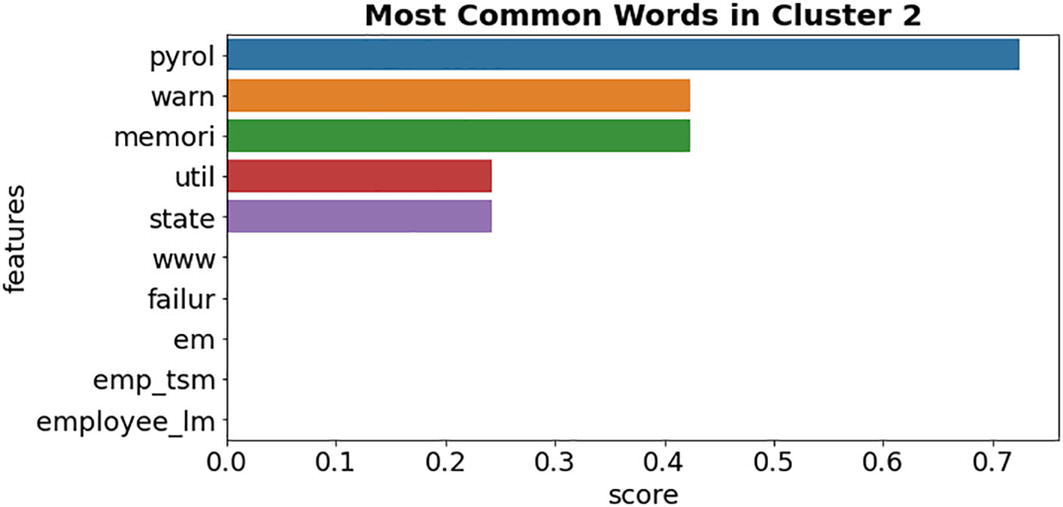 Most Common Words in Cluster 2
pyrol
warn
memori
util
state
www
failur
em
emp_tsm
employee_lm
features
0.0 0.1 0.2 0.3 0.4 0.5 0.6 0.7
score